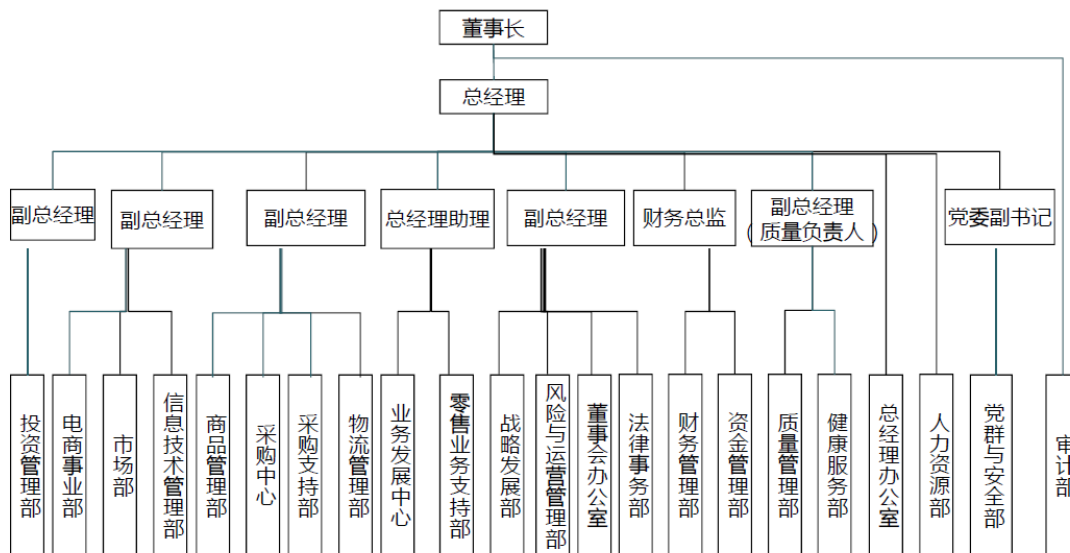 董事长
总经理
副总经理
副总经理
副总经理
总经理助理
副总经理
财务总监
副总经理
(质量负责人)
党委副书记
投资管理部
电商事业部
市场部
信息技术管理部
商品管理部
采购中心
采购支持部
物流管理部
业务发展中心
零售业务支持部
战略发展部
风险与运营管理部
董事会办公室
法律事务部
财务管理部
资金管理部
质量管理部
健康服务部
总经理办公室
人力资源部
党群与安全部
审计部